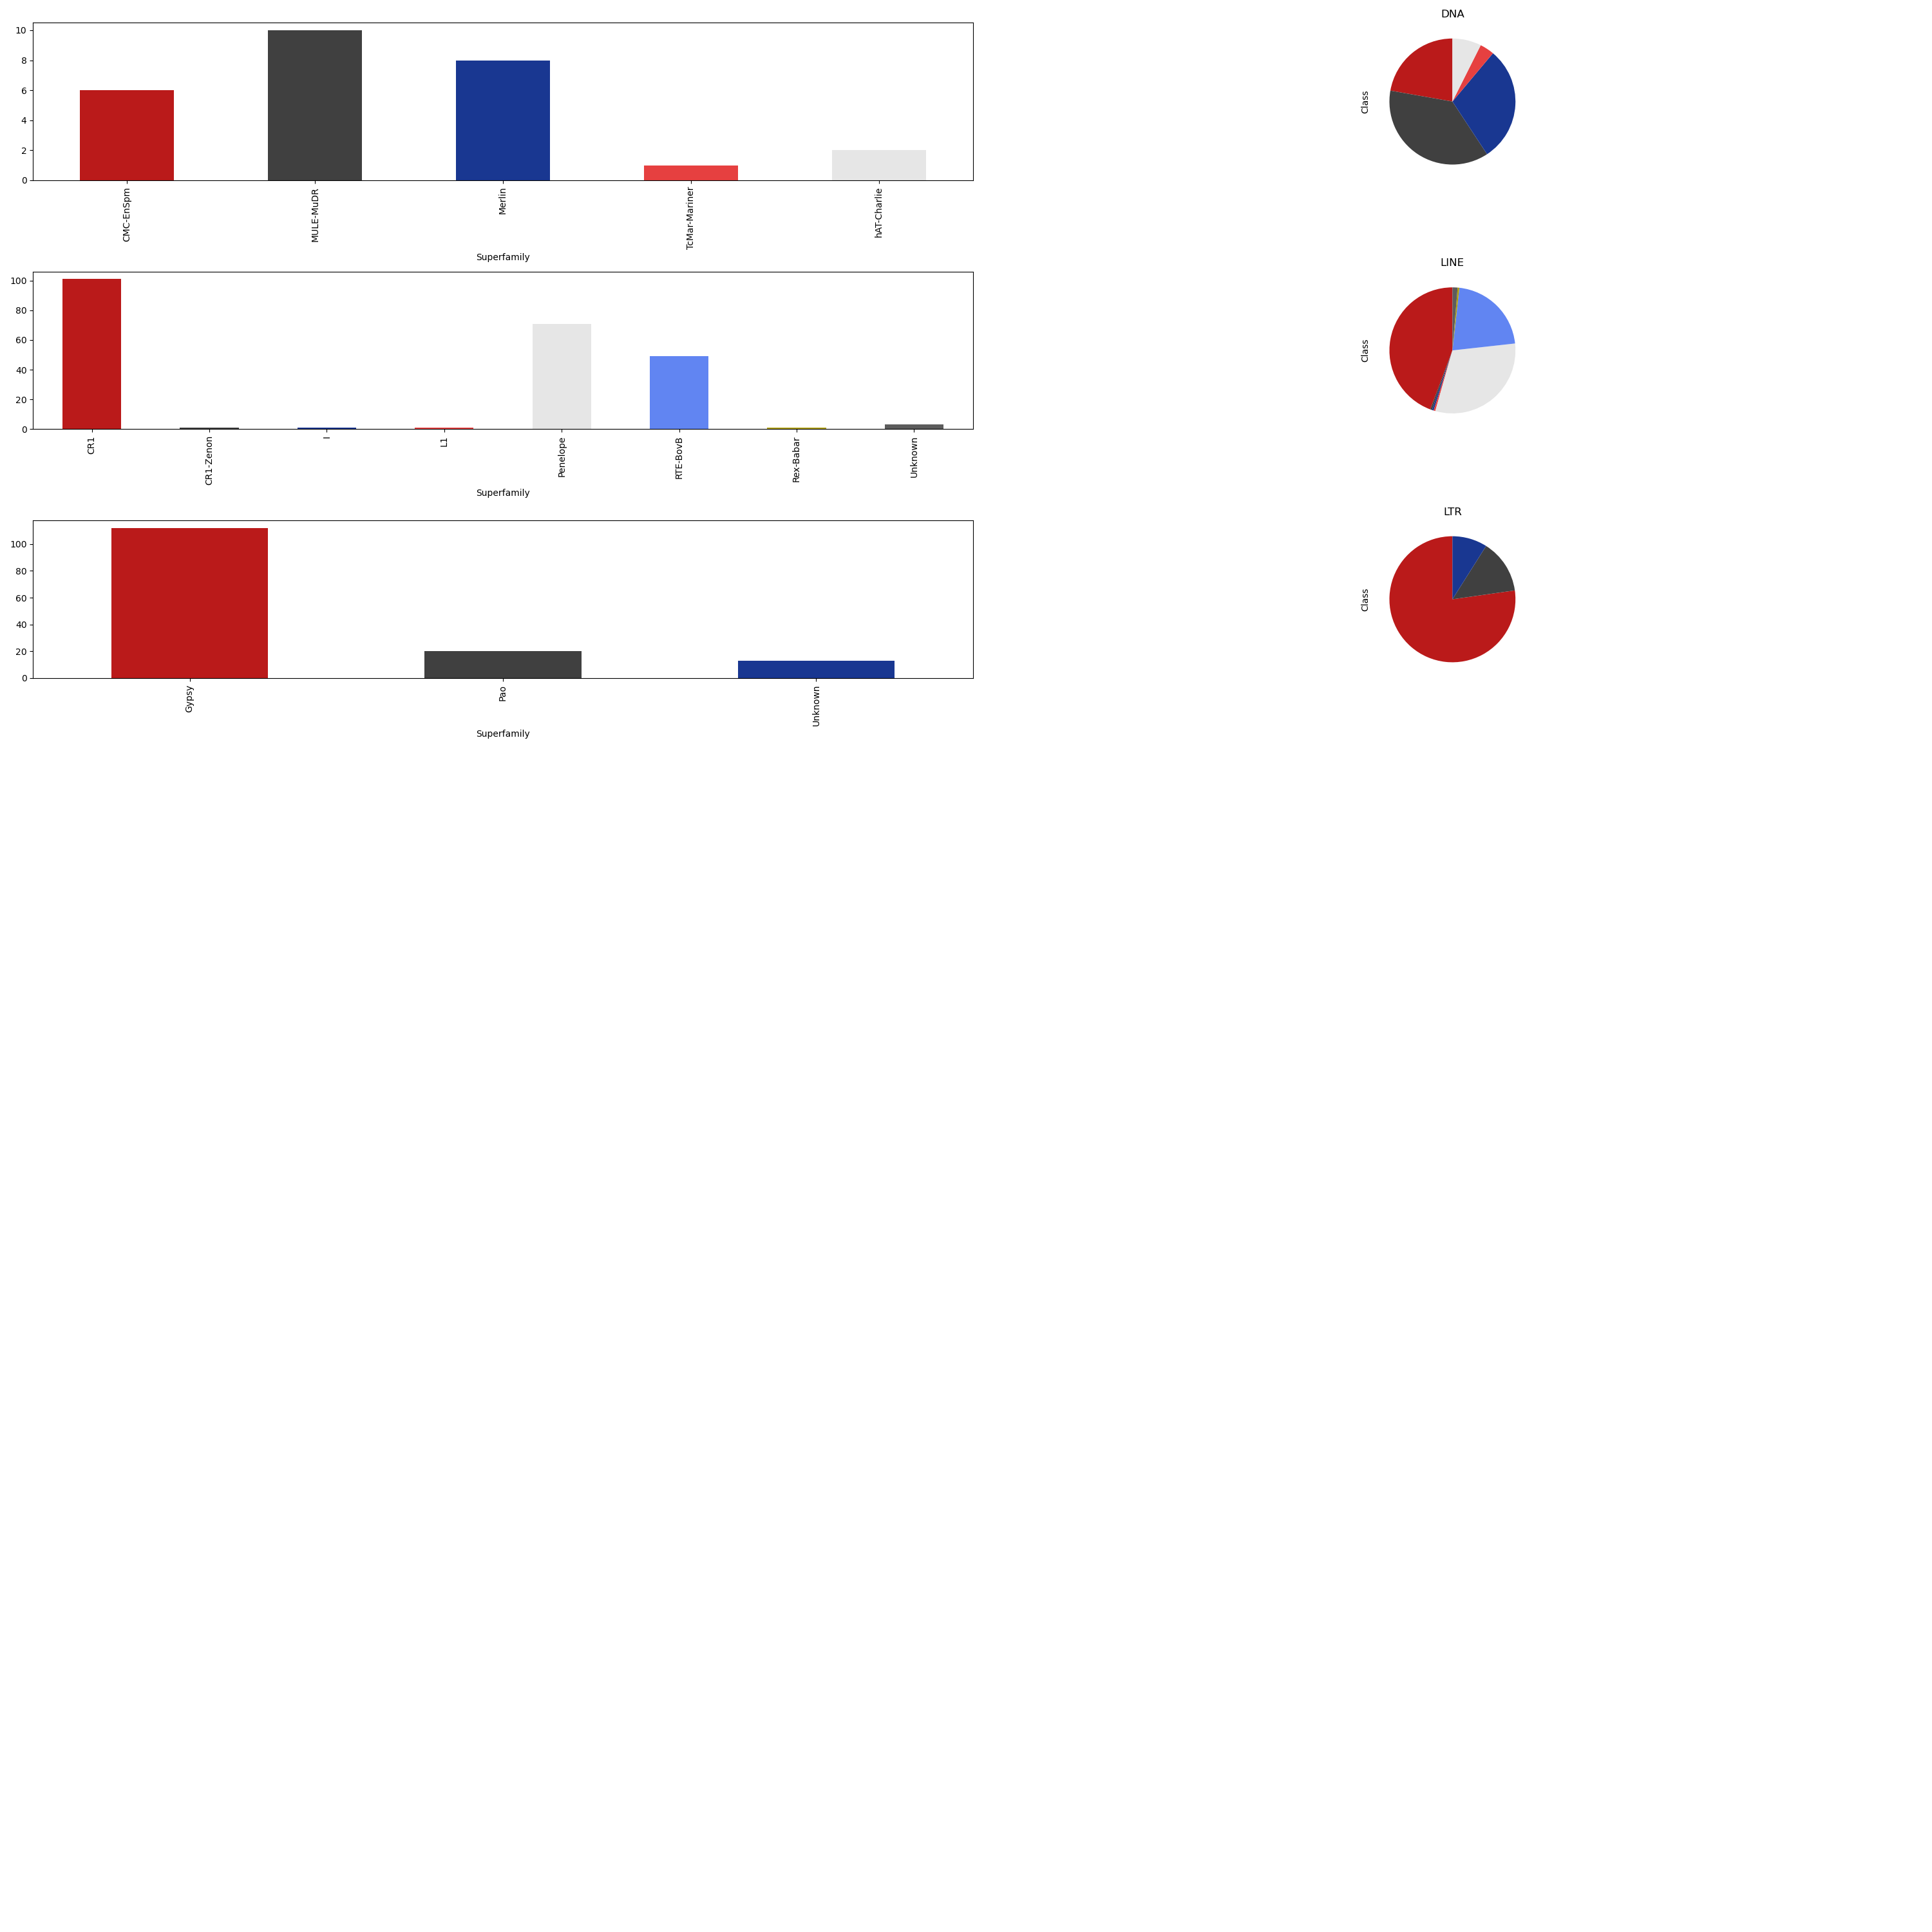 DNA
10
8
6
4
2
0
Class
CMC-EnSpm
MULE-MuDR
Merlin
TcMar-Mariner
hAT-Charlie
Superfamily
LINE
100
80
60
40
20
0
Class
CR1
CR1-Zenon
I
L1
Penelope
RTE-BovB
Rex-Babar
Unknown
Superfamily
LTR
100
80
60
40
20
0
Class
Gypsy
Pao
Unknown
Superfamily